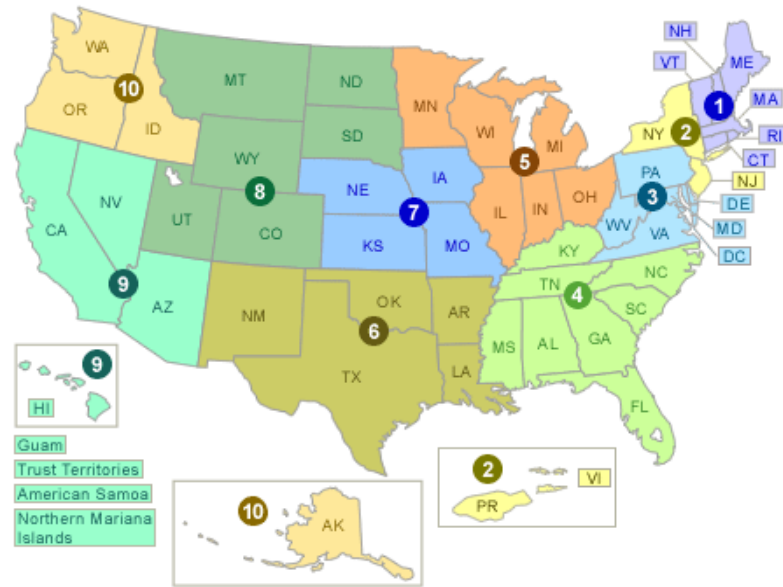 NH
WA
VT
ME
MT
ND
10
MN
OR
MA
1
ID
WI
NY
2
RI
SD
MI
WY
5
CT
PA
NJ
IA
NE
8
3
DE
NV
OH
IL
IN
7
WV
UT
MD
CA
CO
VA
KS
MO
KY
DC
NC
TN
9
AZ
4
OK
SC
NM
AR
6
GA
MS
AL
9
TX
LA
HI
FL
Guam
Trust Territories
2
VI
American Samoa
PR
10
Northern Mariana
Islands
AK